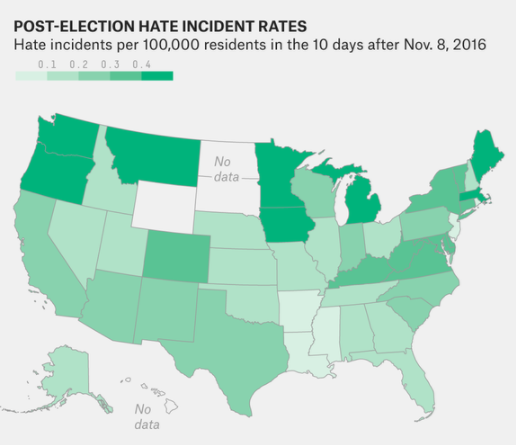 POST-ELECTION HATE INCIDENT RATES
Hate incidents per 100,000 residents in the 10 days after Nov. 8, 2016
0.1 0.2 0.3 0.4
No
data
No
data